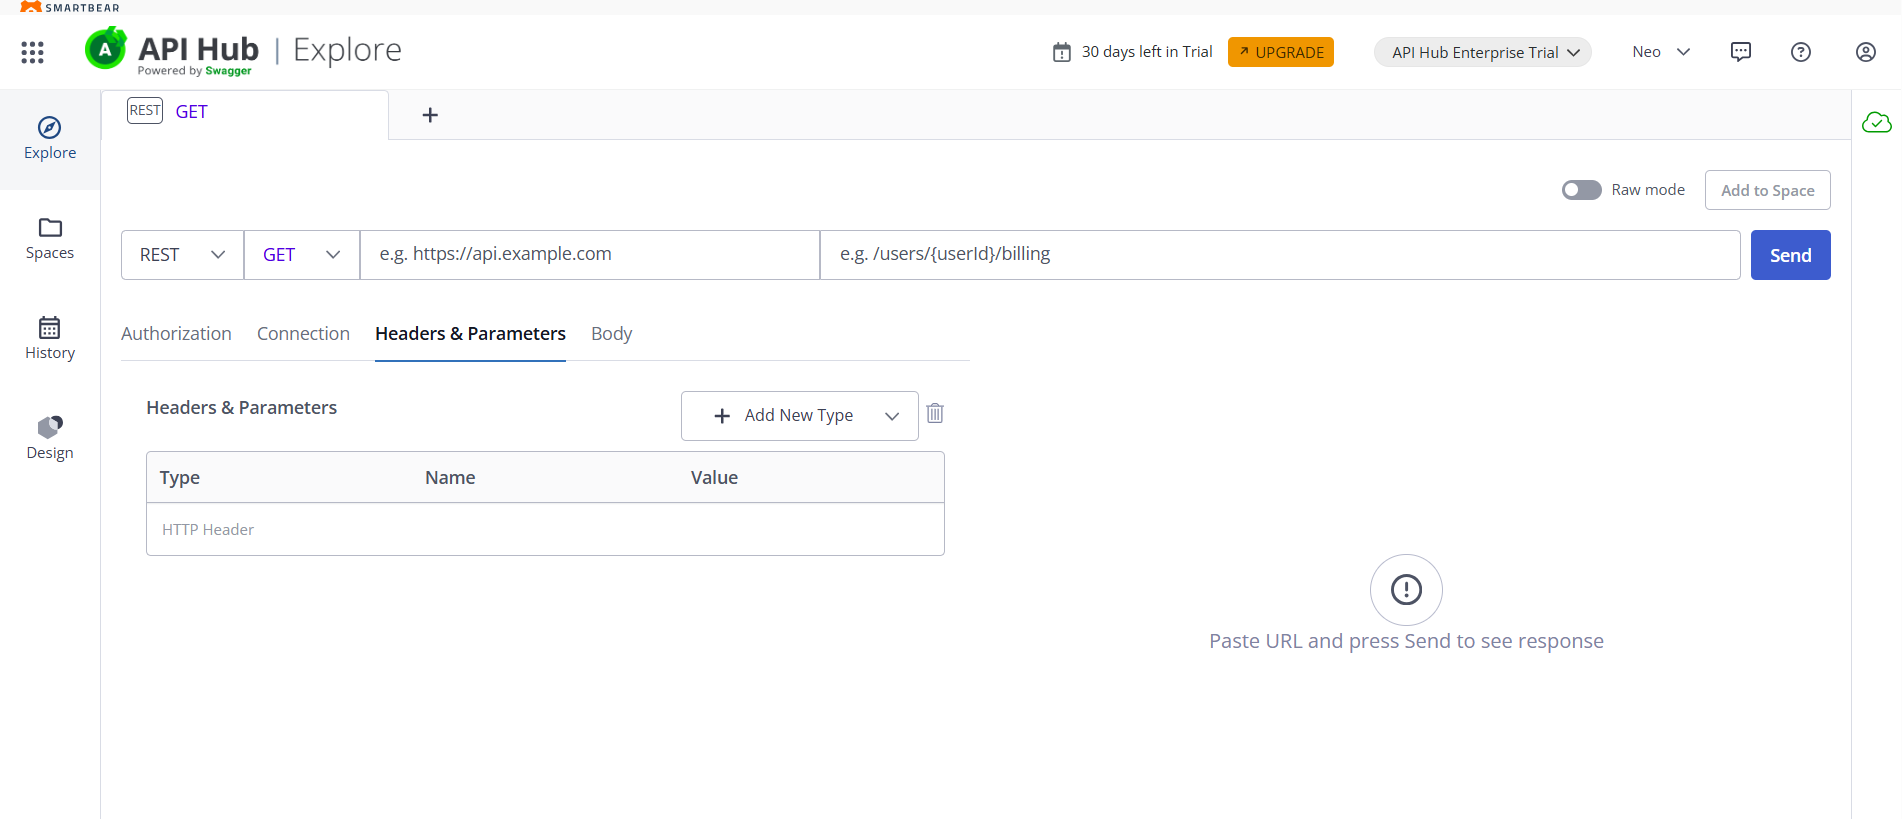 SMARTBEAR
A API Hub | Explore
Powered by Swagger
30 days left in Trial
UPGRADE
API Hub Enterprise Trial
Neo
REST GET
Explore
Spaces
History
Design
Raw mode
Add to Space
REST
GET
e.g. https://api.example.com
e.g. /users/{userId}/billing
Send
Authorization
Connection
Headers & Parameters
Body
Headers & Parameters
Add New Type
Type Name Value
HTTP Header
Paste URL and press Send to see response